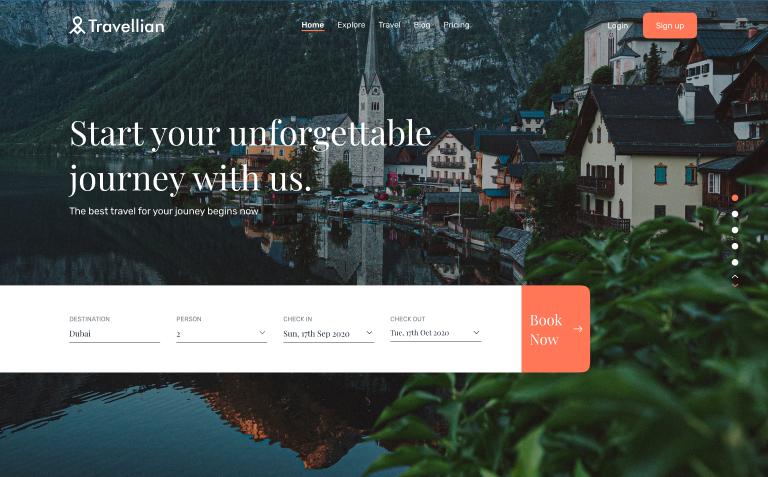 Travellian
Home Explore Travel Blog Pricing
Login Sign up
Start your unforgettable
journey with us.
The best travel for your jouney begins now
DESTINATION PERSON CHECK IN CHECK OUT
Dubai 2 Sun, 17th Sep 2020 Tue, 17th Oct 2020
Book
Now